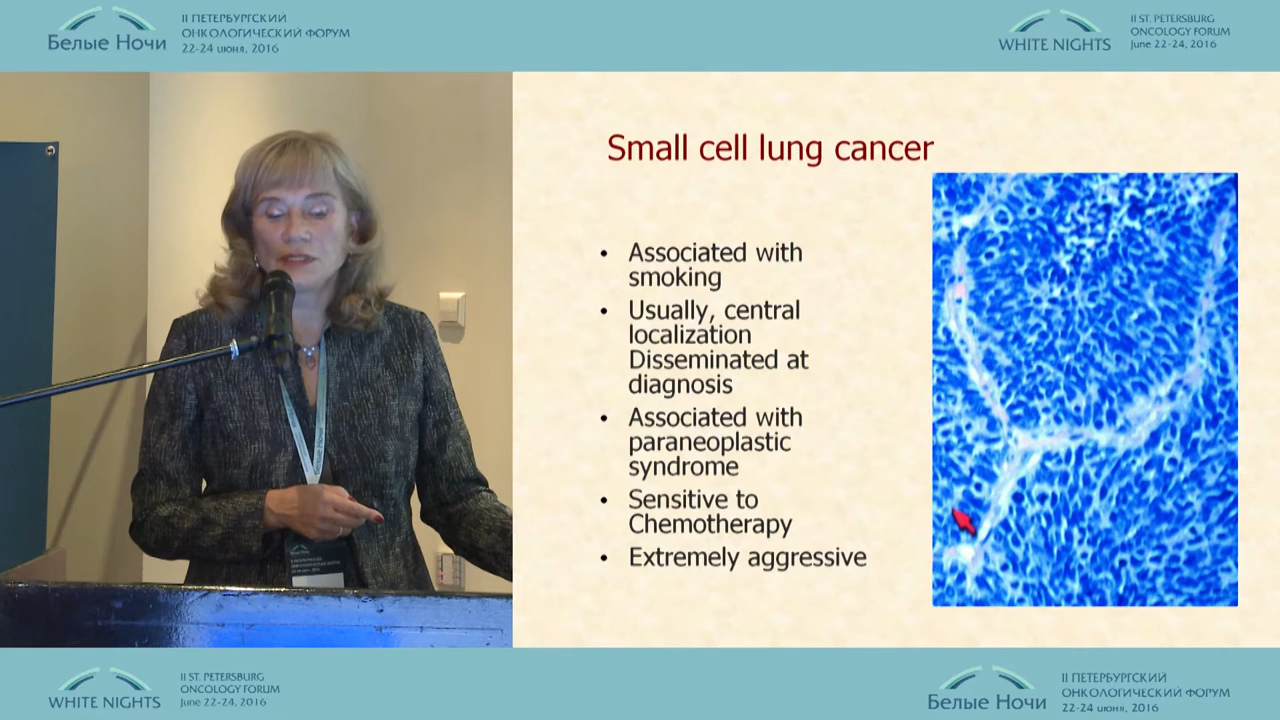 Белые Ночи
II ПЕТЕРБУРГСКИЙ
ОНКОЛОГИЧЕСКИЙ ФОРУМ
22-24 июня, 2016
WHITE NIGHTS
II ST. PETERSBURG
ONCOLOGY FORUM
June 22-24, 2016
Small cell lung cancer
• Associated with
smoking
• Usually, central
localization
Disseminated at
diagnosis
• Associated with
paraneoplastic
syndrome
• Sensitive to
Chemotherapy
• Extremely aggressive
WHITE NIGHTS
II ST. PETERSBURG
ONCOLOGY FORUM
June 22-24, 2016
Белые Ночи
II ПЕТЕРБУРГСКИЙ
ОНКОЛОГИЧЕСКИЙ ФОРУМ
22-24 июня, 2016